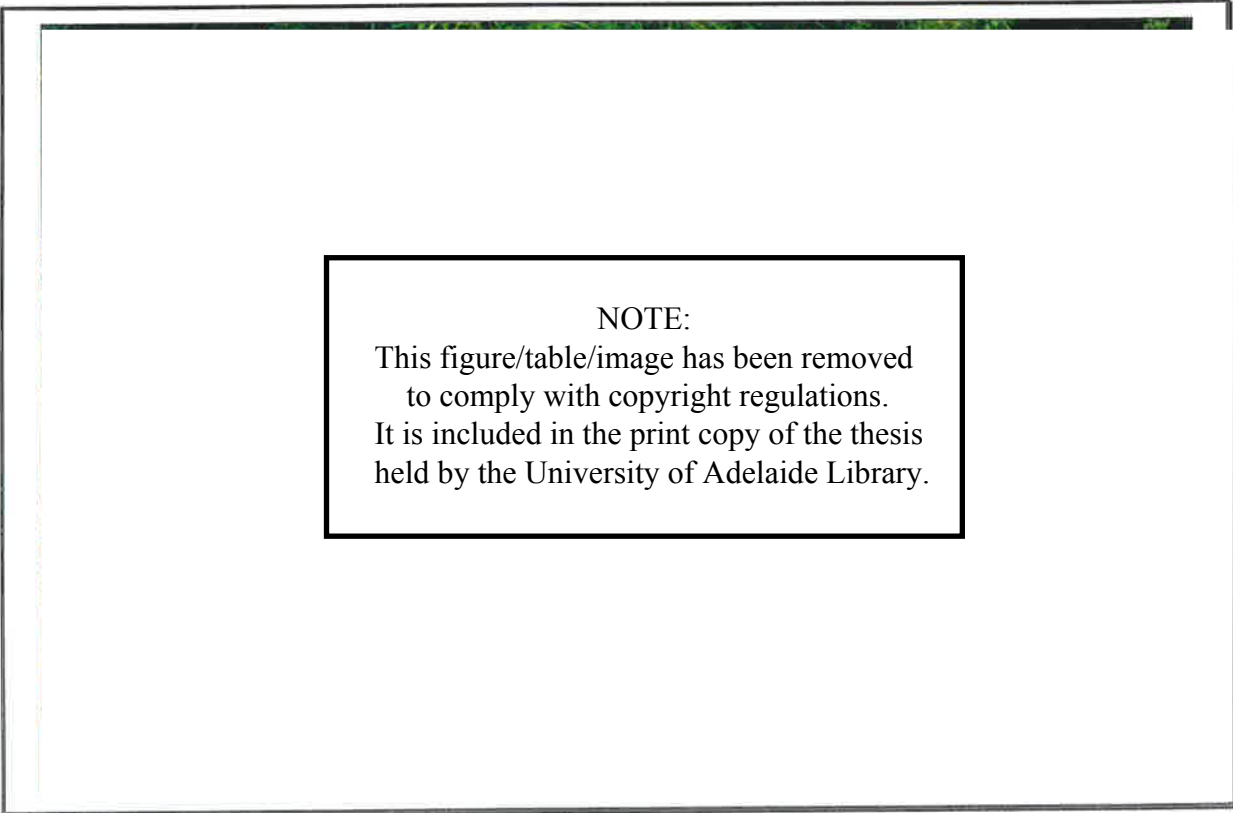 NOTE:
This figure/table/image has been removed
to comply with copyright regulations.
It is included in the print copy of the thesis
held by the University of Adelaide Library.